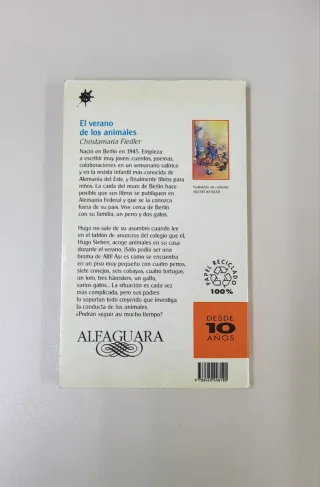 El verano
de los animales
Christamaria Fiedler
Nació en Berlín en 1945. Empieza
a escribir muy joven: cuentos, poemas,
colaboraciones en un semanario satírico
y en la revista infantil más conocida de
Alemania del Este, y finalmente libros para
niños. La caída del muro de Berlín hace
posible que sus libros se publiquen en
Alemania Federal y que se la conozca
fuera de su país. Vive cerca de Berlín
con su familia, un perro y dos gatos.
Ilustración de cubierta:
Hugo no sale de su asombro cuando lee
en el tablón de anuncios del colegio que él,
Hugo Sieber, acoge animales en su casa
durante el verano. ¡Sólo podía ser una
broma de Alf! Así es como se encuentra
en un piso muy pequeño con cuatro perros,
siete conejos, seis cobayas, cuatro tortugas,
un loro, tres hámsters, un gallo,
varios gatos... La situación es cada vez
más complicada, pero sus padres
lo soportan todo creyendo que investiga
la conducta de los animales.
¿Podrán seguir así mucho tiempo?
PAPEL RECICLADO
100%
ALFAGUARA
DESDE
10
AÑOS